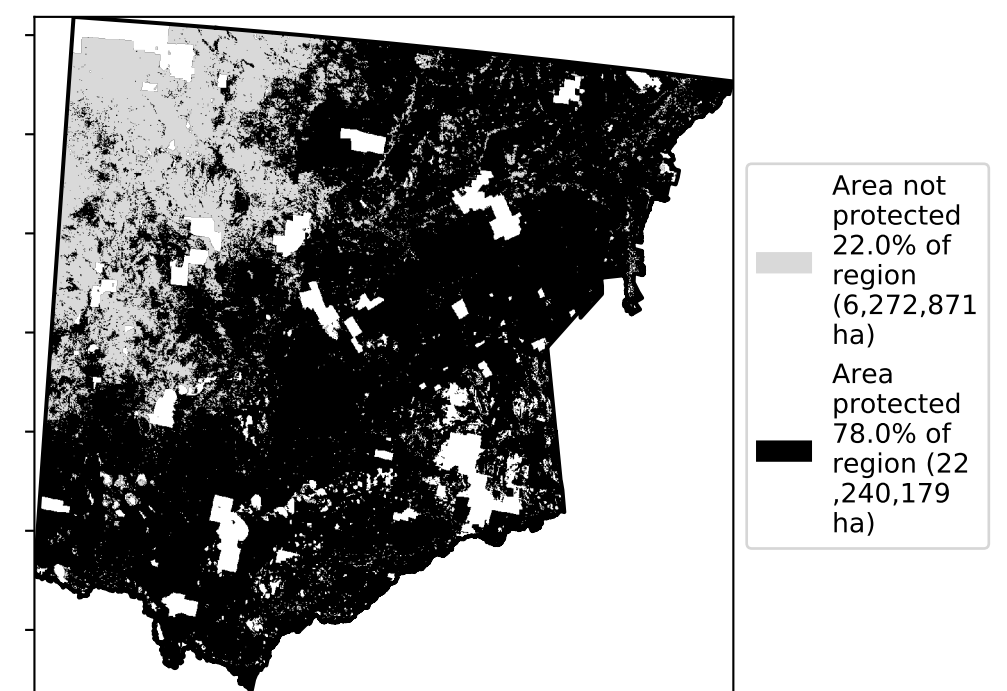 Area not
protected
22.0% of
region
(6,272,871
ha)
Area
protected
78.0% of
region (22
,240,179
ha)